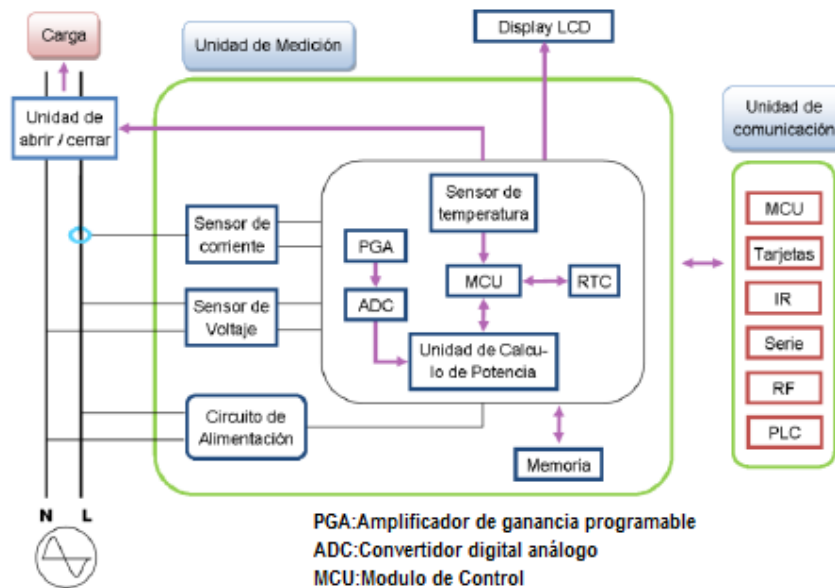 Carga
Unidad de Medición
Display LCD
Unidad de
abrir / cerrar
Unidad de
comunicación
Sensor de
corriente
Sensor de
temperatura
PGA
MCU
RTC
ADC
Sensor de
Voltaje
Unidad de Calcu-
lo de Potencia
Circuito de
Alimentación
Memoria
MCU
Tarjetas
IR
Serie
RF
PLC
N L
PGA:Amplificador de ganancia programable
ADC:Convertidor digital análogo
MCU:Modulo de Control